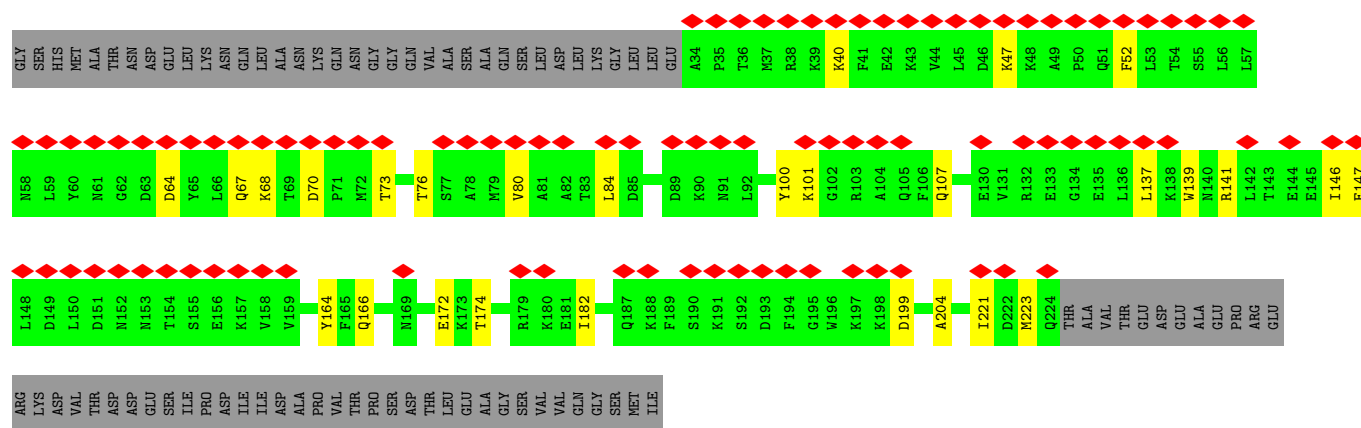 GLY SER HIS MET ALA THR ASN ASP GLU LEU LYS ASN GLN LEU ALA ASN LYS GLN ASN GLY GLY GLN VAL ALA SER ALA GLN SER LEU ASP LEU LYS GLY LEU LEU GLU A34 P35 T36 M37 R38 K39 K40 F41 E42 K43 V44 L45 D46 K47 K48 A49 P50 Q51 F52 L53 T54 S55 L56 L57
N58 L59 Y60 N61 G62 D63 D64 Y65 L66 Q67 K68 T69 D70 P71 M72 T73 T76 S77 A78 M79 V80 A81 A82 T83 L84 D85 D89 K90 N91 L92 Y100 K101 G102 R103 A104 Q105 F106 Q107 E130 V131 R132 E133 G134 E135 L136 L137 K138 W139 N140 R141 L142 T143 E144 E145 I146 F147
L148 D149 L150 D151 N152 N153 T154 S155 E156 K157 V158 V159 Y164 F165 Q166 N169 E172 K173 T174 R179 K180 E181 I182 Q187 K188 F189 S190 K191 S192 D193 F194 G195 W196 K197 K198 D199 A204 I221 D222 M223 Q224 THR ALA VAL THR GLU ASP GLU ALA GLU PRO ARG GLU
ARG LYS ASP VAL THR ASP ASP GLU SER ILE PRO ASP ILE ILE ASP ALA PRO VAL THR PRO SER ASP THR LEU GLU ALA GLY SER VAL VAL GLN GLY SER MET ILE